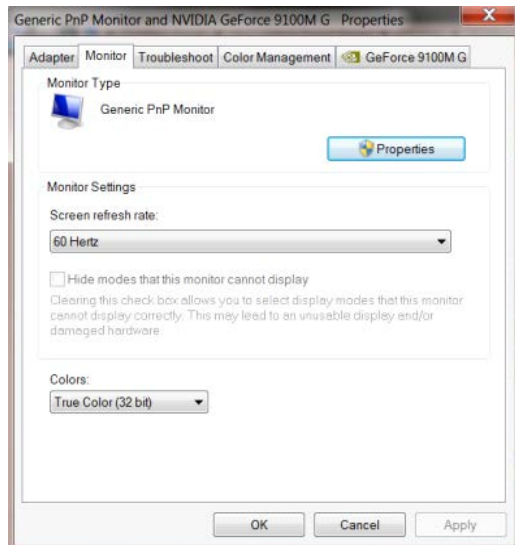 Generic PnP Monitor and NVIDIA GeForce 9100M G Properties
Adapter Monitor Troubleshoot Color Management GeForce 9100M G
Monitor Type
Generic PnP Monitor
Properties
Monitor Settings
Screen refresh rate:
60 Hertz
Hide modes that this monitor cannot display
Clearing this check box allows you to select display modes that this monitor
cannot display correctly. This may lead to an unusable display and/or
damaged hardware.
Colors:
True Color (32 bit)
OK Cancel Apply